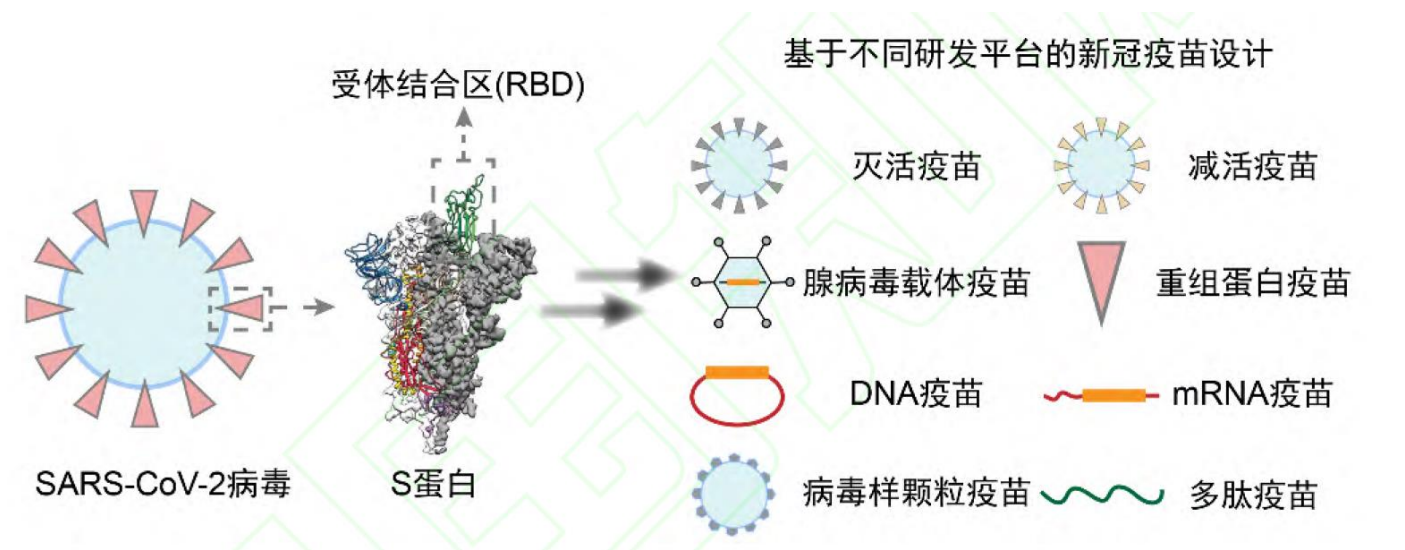 基于不同研发平台的新冠疫苗设计
受体结合区(RBD)
灭活疫苗
减活疫苗
腺病毒载体疫苗
重组蛋白疫苗
DNA疫苗
mRNA疫苗
SARS-CoV-2病毒
S蛋白
病毒样颗粒疫苗
多肽疫苗